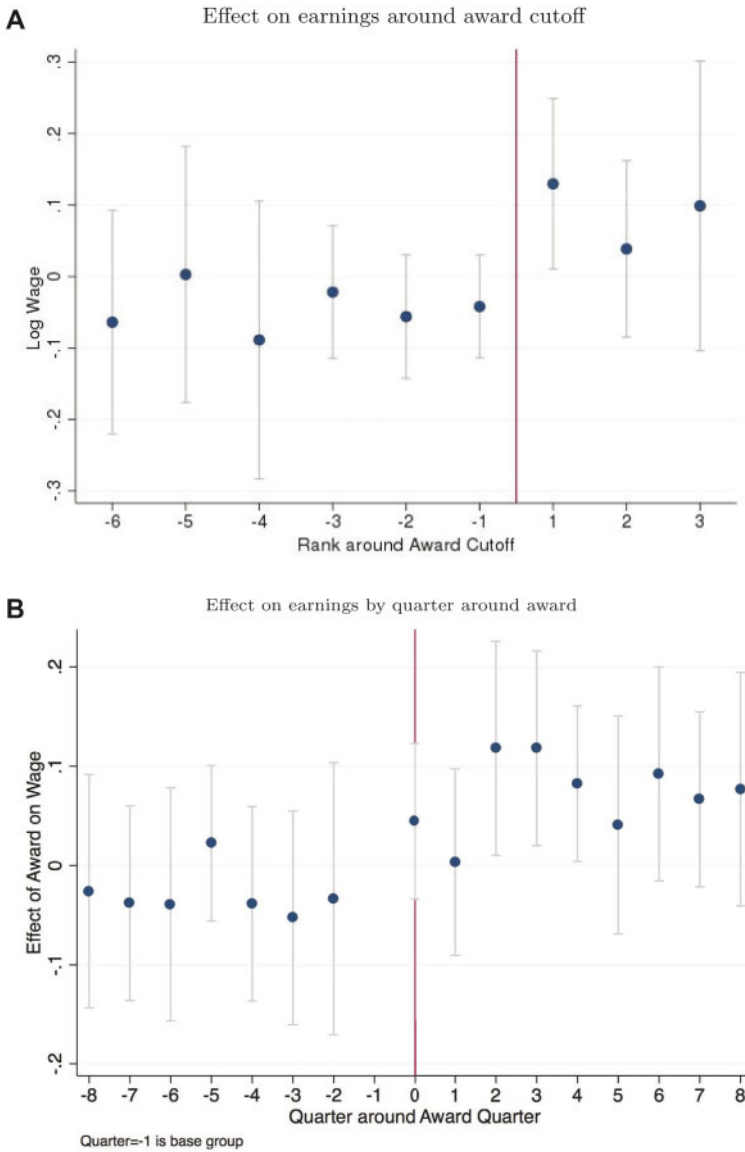 A
Effect on earnings around award cutoff
Log Wage
.3
.2
.1
0
-.1
-.2
-.3
-6 -5 -4 -3 -2 -1 1 2 3
Rank around Award Cutoff
B
Effect on earnings by quarter around award
Effect of Award on Wage
.2
.1
0
-.1
-.2
-8 -7 -6 -5 -4 -3 -2 -1 0 1 2 3 4 5 6 7 8
Quarter around Award Quarter
Quarter=-1 is base group